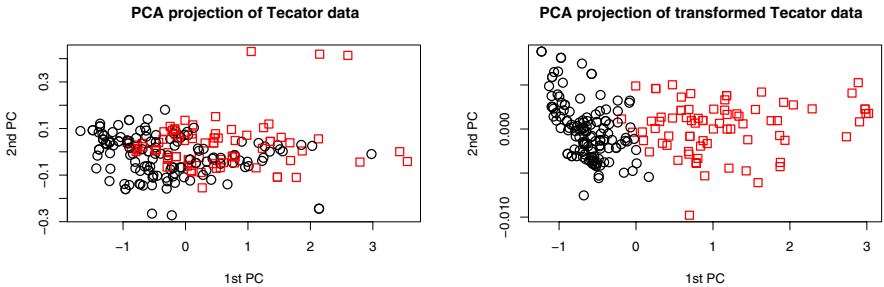 PCA projection of Tecator data
0.3
0.1
−0.1
−0.3
2nd PC
−1 0 1 2 3
1st PC
PCA projection of transformed Tecator data
0.000
−0.010
2nd PC
−1 0 1 2 3
1st PC